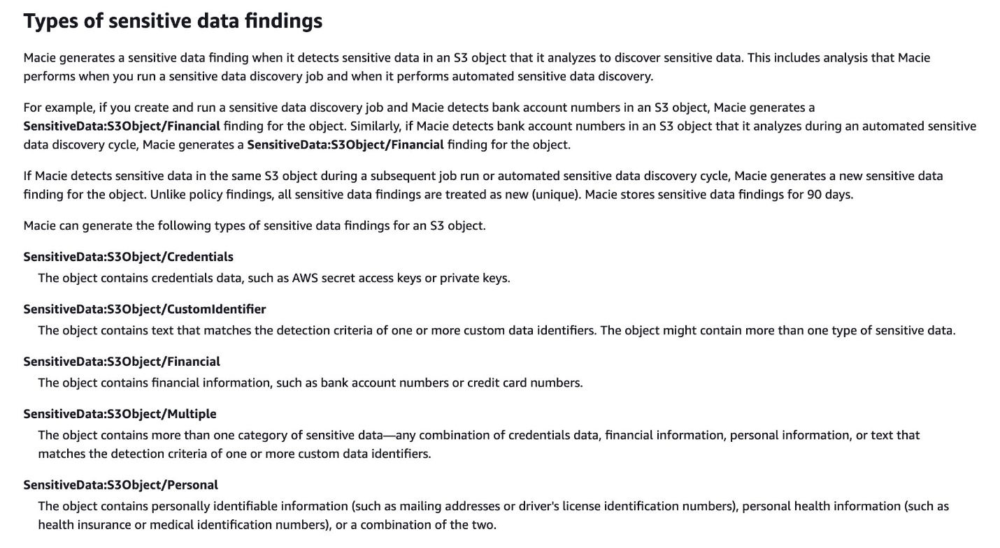 Types of sensitive data findings
Macie generates a sensitive data finding when it detects sensitive data in an S3 object that it analyzes to discover sensitive data. This includes analysis that Macie
performs when you run a sensitive data discovery job and when it performs automated sensitive data discovery.
For example, if you create and run a sensitive data discovery job and Macie detects bank account numbers in an S3 object, Macie generates a
SensitiveData:S3Object/Financial finding for the object. Similarly, if Macie detects bank account numbers in an S3 object that it analyzes during an automated sensitive
data discovery cycle, Macie generates a SensitiveData:S3Object/Financial finding for the object.
If Macie detects sensitive data in the same S3 object during a subsequent job run or automated sensitive data discovery cycle, Macie generates a new sensitive data
finding for the object. Unlike policy findings, all sensitive data findings are treated as new (unique). Macie stores sensitive data findings for 90 days.
Macie can generate the following types of sensitive data findings for an S3 object.
SensitiveData:S3Object/Credentials
The object contains credentials data, such as AWS secret access keys or private keys.
SensitiveData:S3Object/CustomIdentifier
The object contains text that matches the detection criteria of one or more custom data identifiers. The object might contain more than one type of sensitive data.
SensitiveData:S3Object/Financial
The object contains financial information, such as bank account numbers or credit card numbers.
SensitiveData:S3Object/Multiple
The object contains more than one category of sensitive data—any combination of credentials data, financial information, personal information, or text that
matches the detection criteria of one or more custom data identifiers.
SensitiveData:S3Object/Personal
The object contains personally identifiable information (such as mailing addresses or driver's license identification numbers), personal health information (such as
health insurance or medical identification numbers), or a combination of the two.